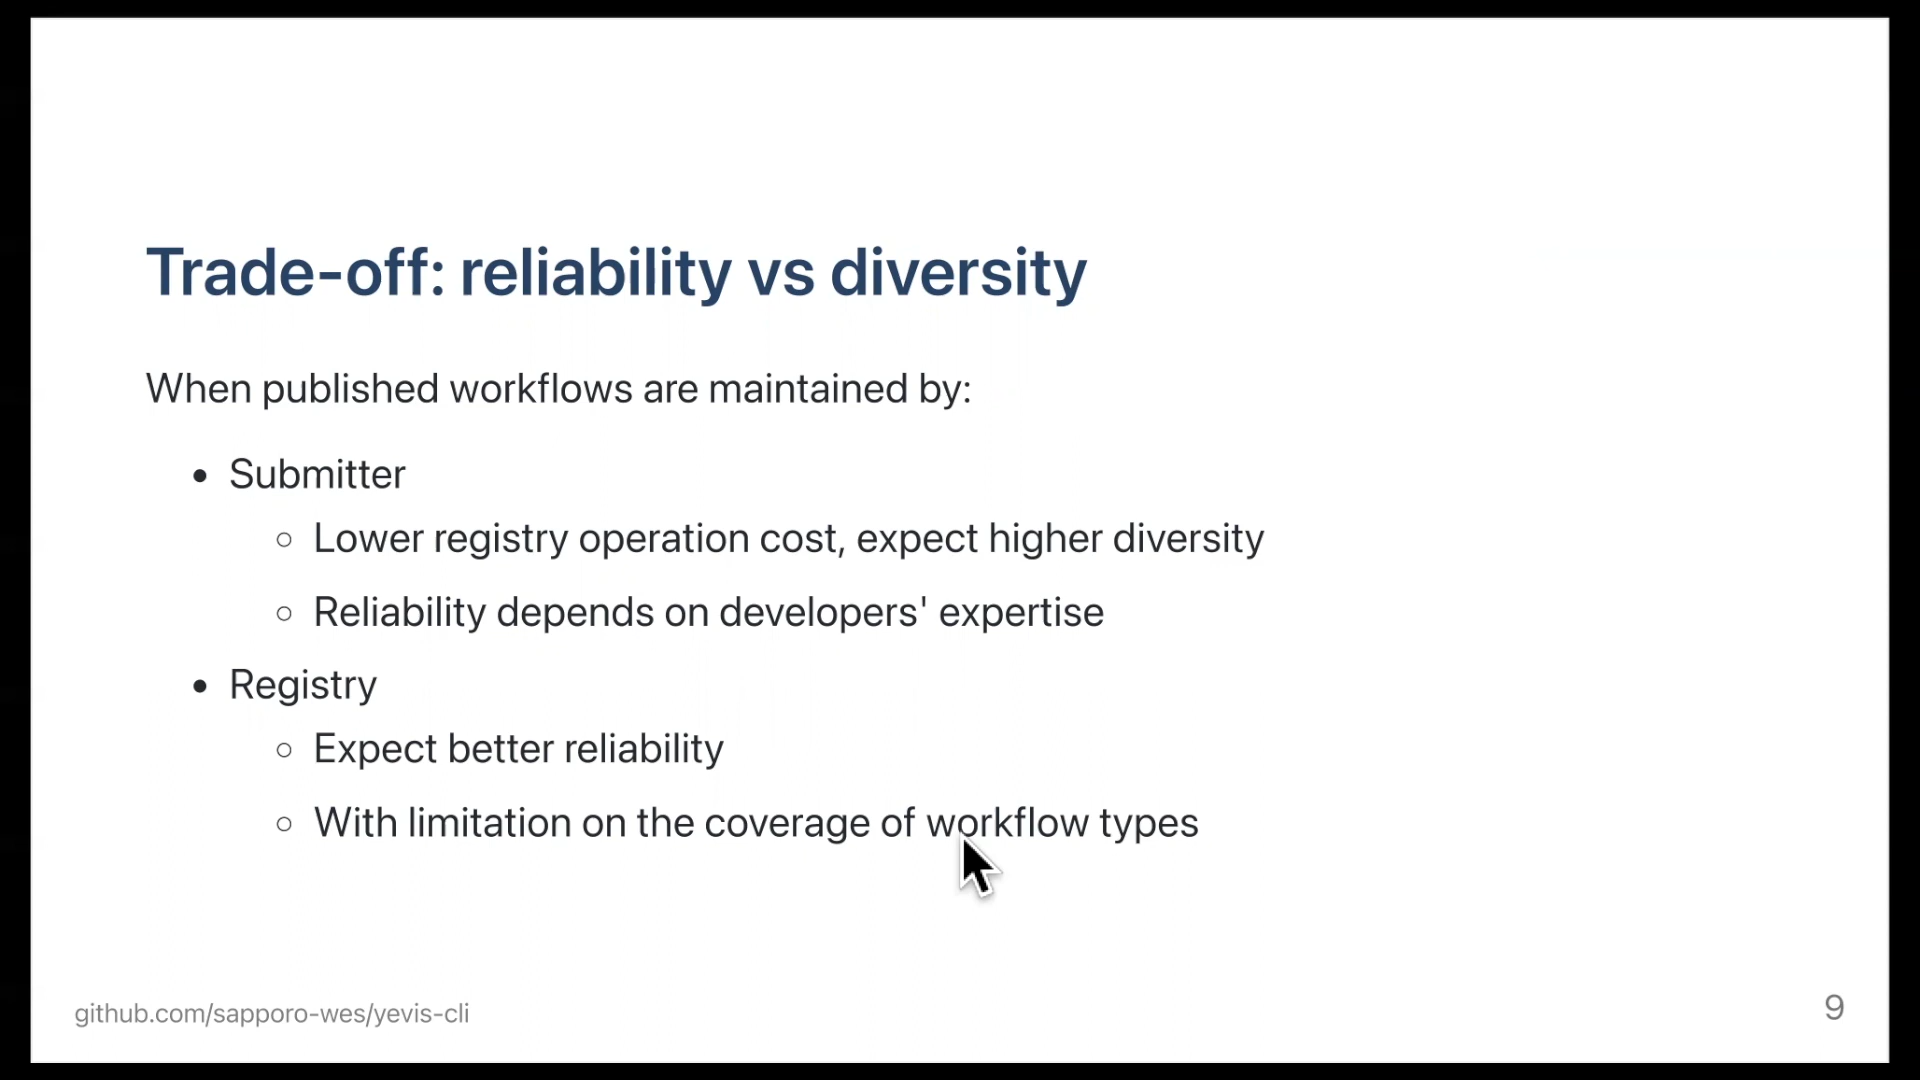 Trade-off: reliability vs diversity
When published workflows are maintained by:
• Submitter
○ Lower registry operation cost, expect higher diversity
○ Reliability depends on developers' expertise
• Registry
○ Expect better reliability
○ With limitation on the coverage of workflow types
github.com/sapporo-wes/yevis-cli
9